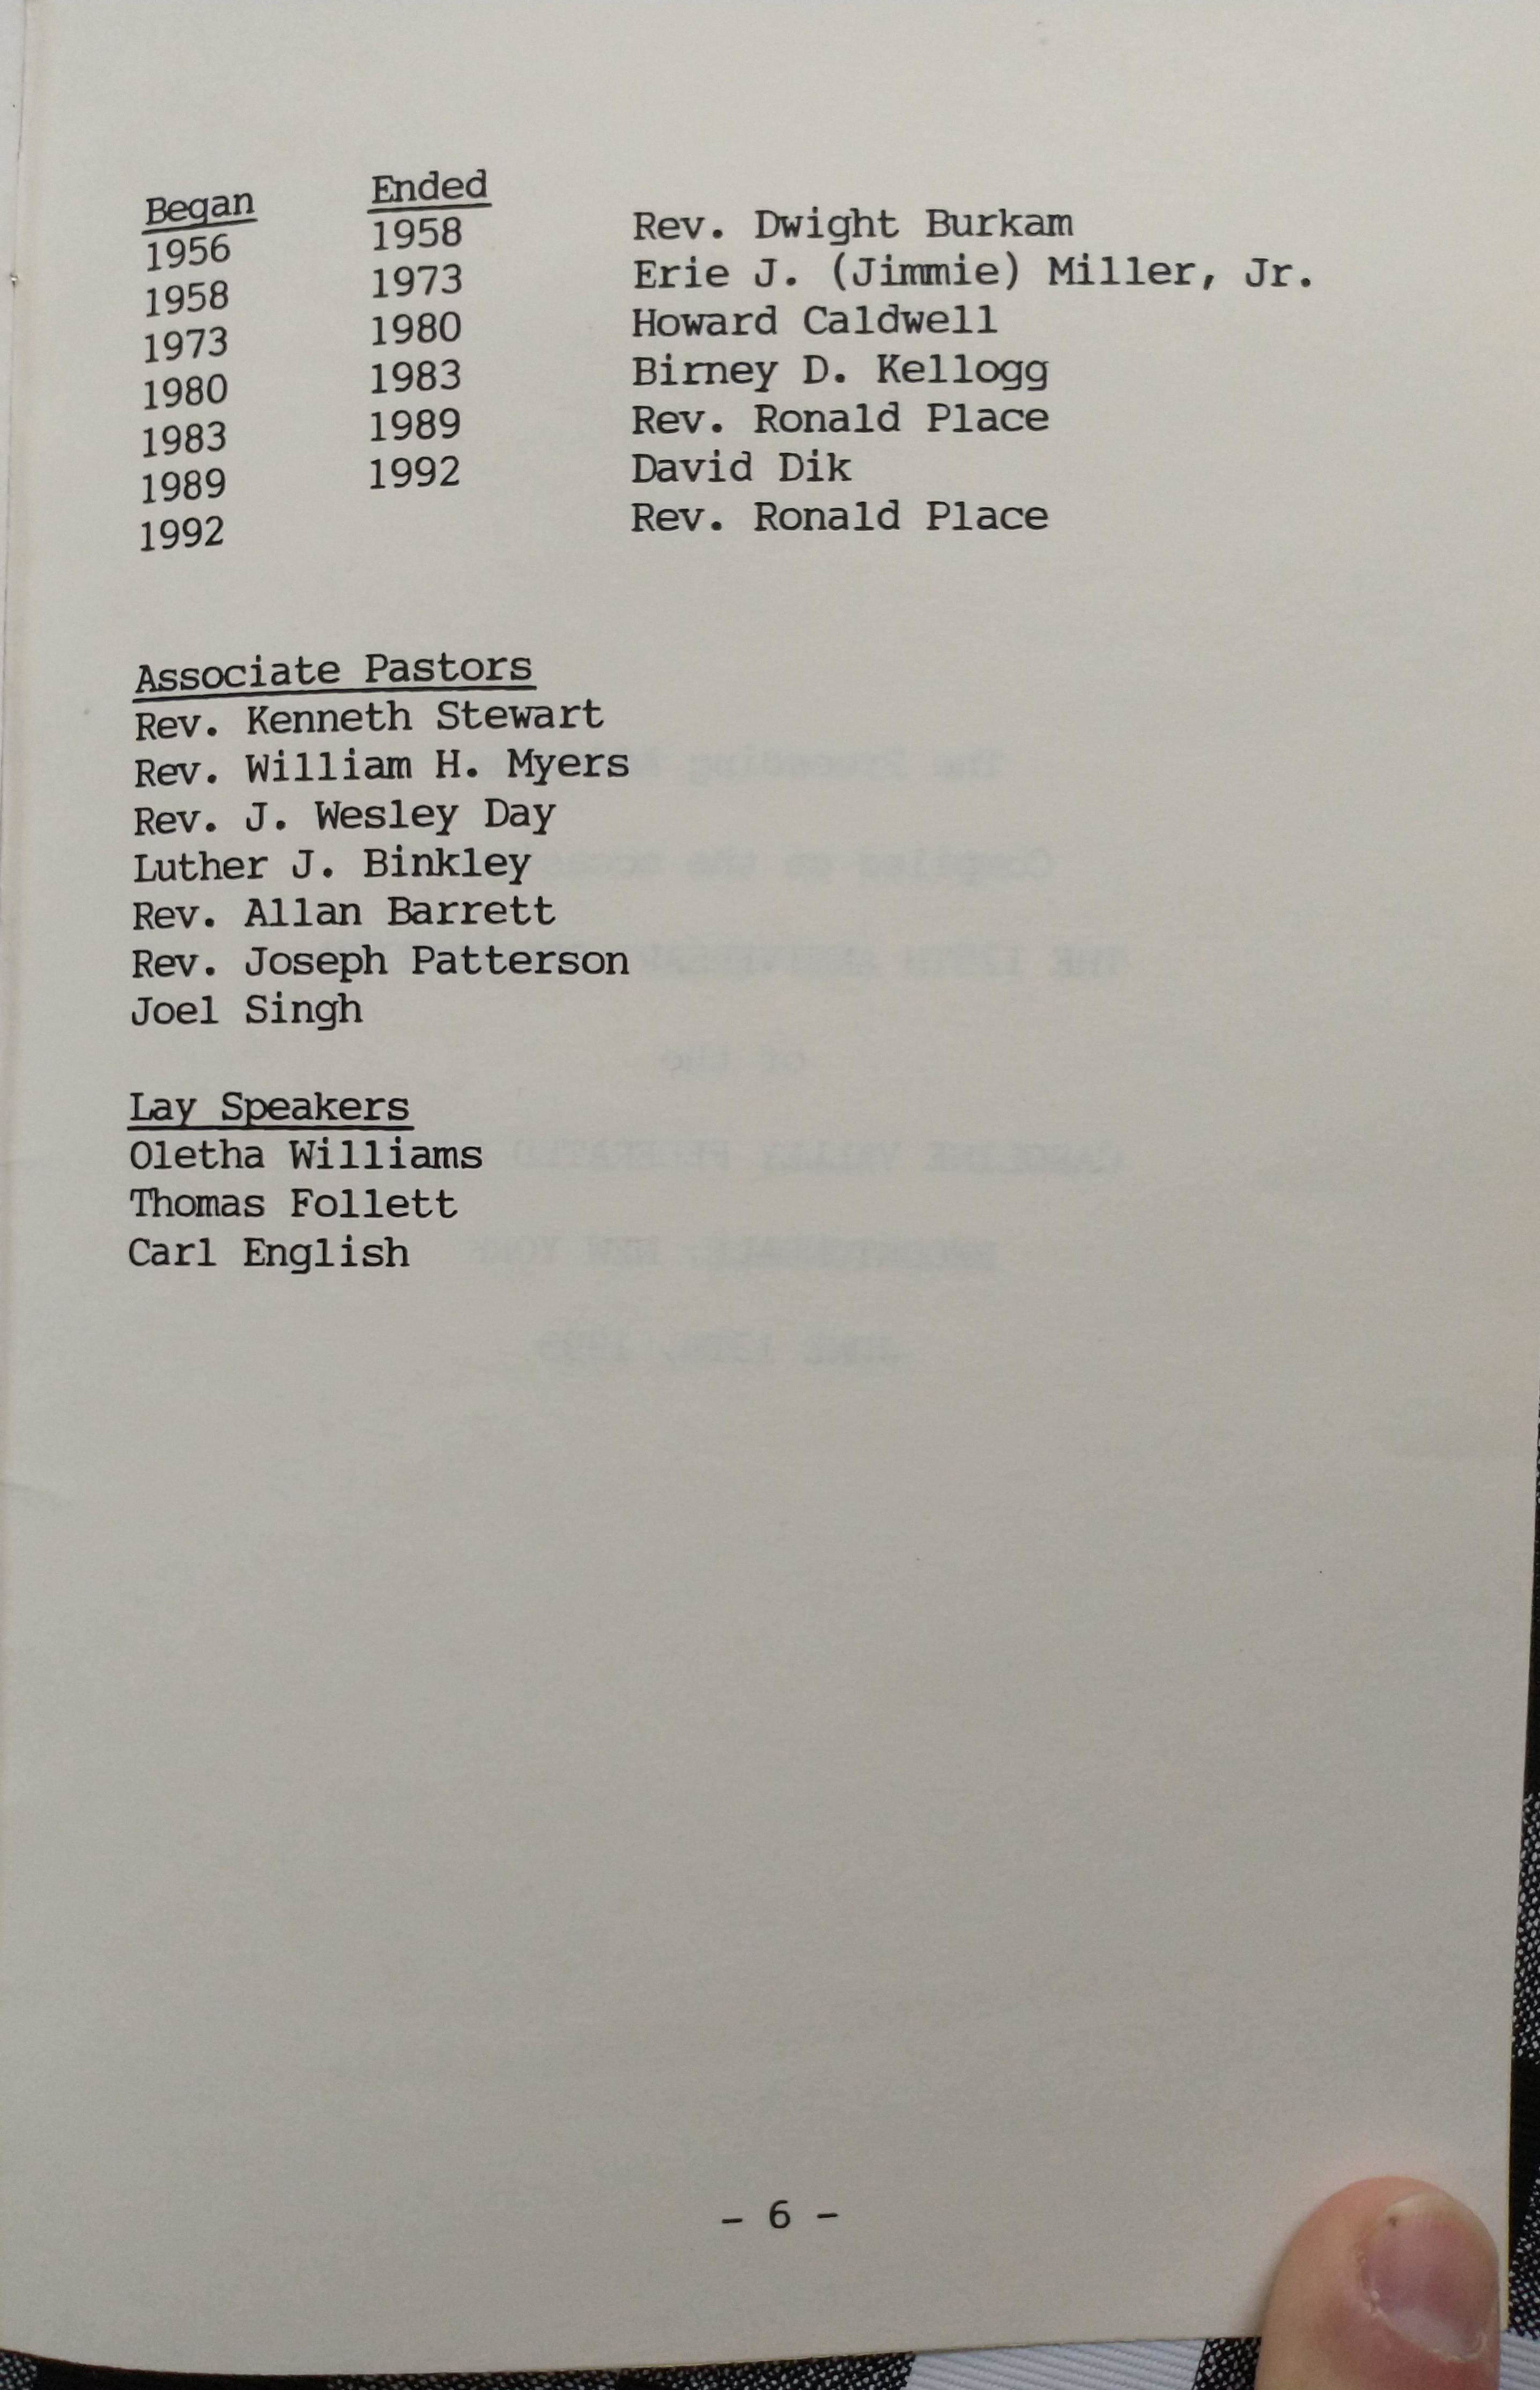 Began Ended
1956 1958 Rev. Dwight Burkam
1958 1973 Erie J. (Jimmie) Miller, Jr.
1973 1980 Howard Caldwell
1980 1983 Birney D. Kellogg
1983 1989 Rev. Ronald Place
1989 1992 David Dik
1992 Rev. Ronald Place
Associate Pastors
Rev. Kenneth Stewart
Rev. William H. Myers
Rev. J. Wesley Day
Luther J. Binkley
Rev. Allan Barrett
Rev. Joseph Patterson
Joel Singh
Lay Speakers
Oletha Williams
Thomas Follett
Carl English
- 6 -